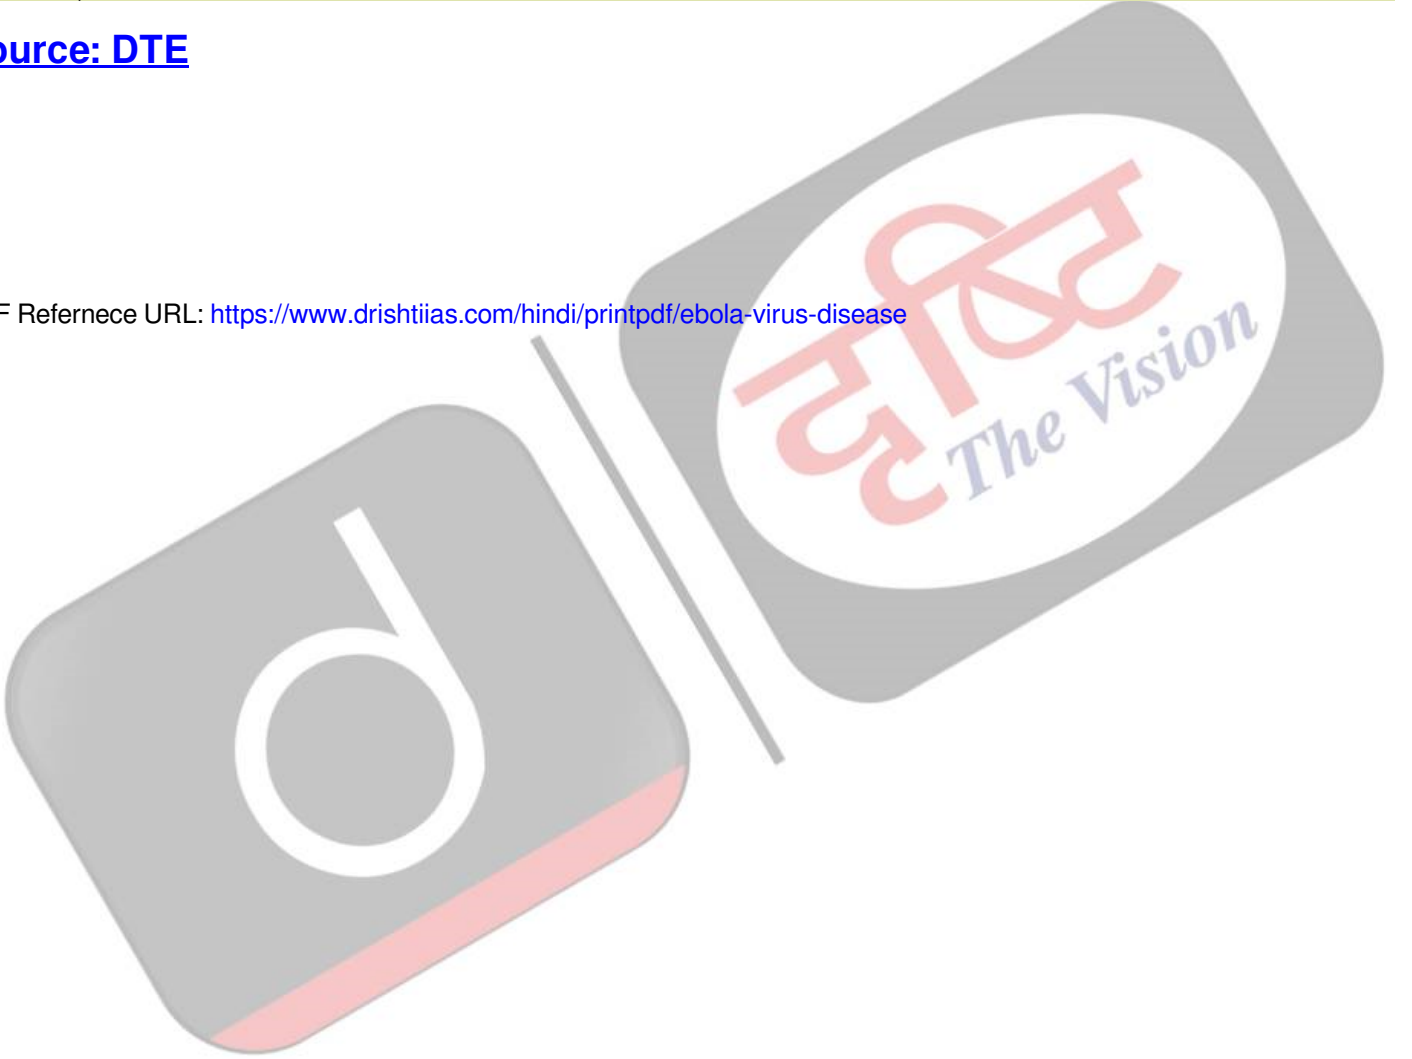 ource: DTE
F Refernece URL: https://www.drishtiias.com/hindi/printpdf/ebola-virus-disease
दृष्टि
The Vision
d